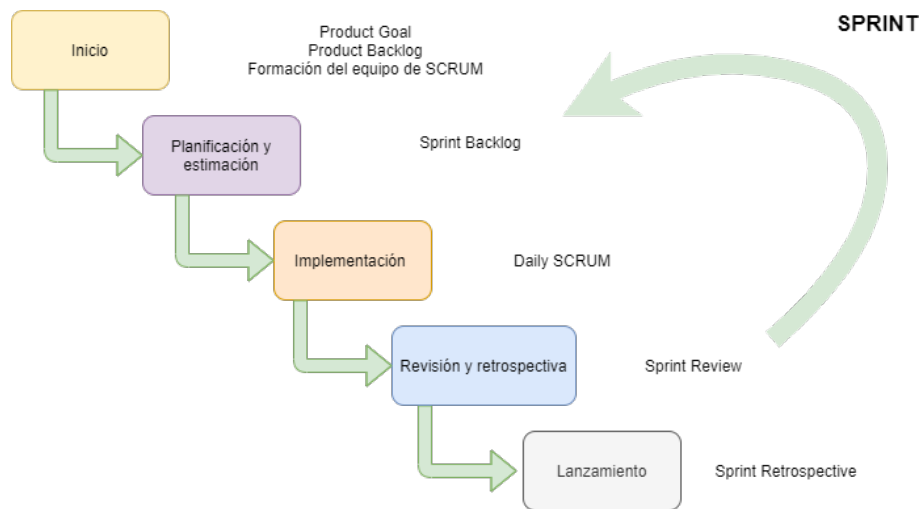 SPRINT
Inicio
Product Goal
Product Backlog
Formación del equipo de SCRUM
Planificación y
estimación
Sprint Backlog
Implementación
Daily SCRUM
Revisión y retrospectiva
Sprint Review
Lanzamiento
Sprint Retrospective